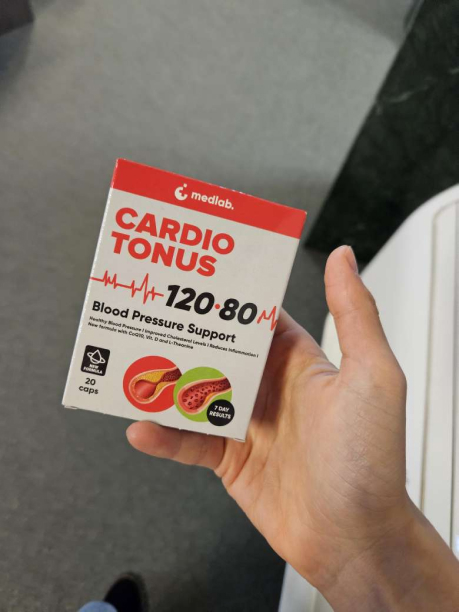 medlab.
CARDIO
TONUS
120·80
Blood Pressure Support
Healthy Blood Pressure | Improved Cholesterol Levels | Reduces Inflammation |
New formula with CoQ10, Vit. D and L-Theanine
NEW
FORMULA
20
caps
7 DAY
RESULTS